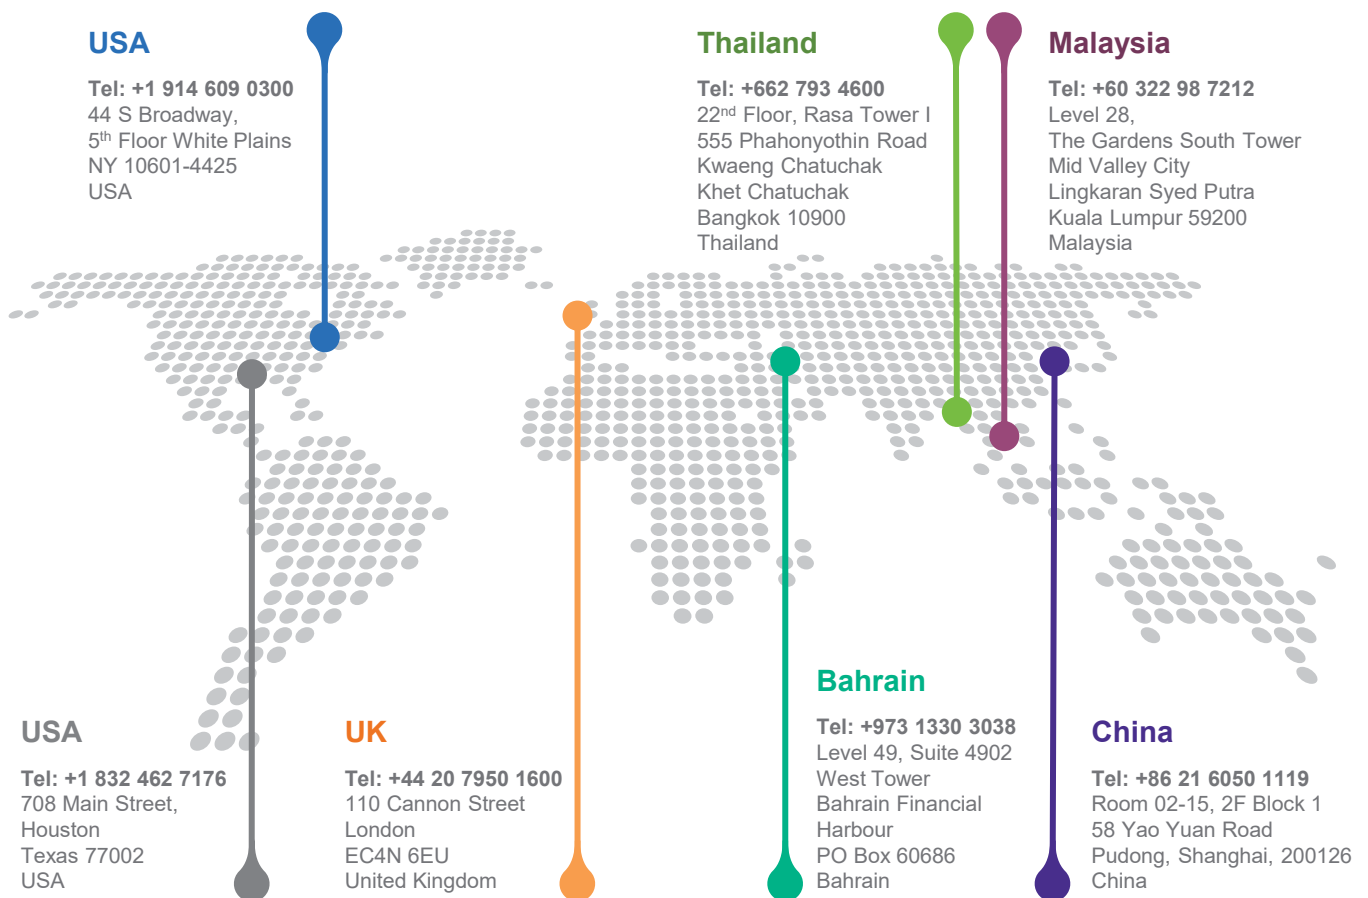 USA
Tel: +1 914 609 0300
44 S Broadway,
5th Floor White Plains
NY 10601-4425
USA
Thailand
Tel: +662 793 4600
22nd Floor, Rasa Tower I
555 Phahonyothin Road
Kwaeng Chatuchak
Khet Chatuchak
Bangkok 10900
Thailand
Malaysia
Tel: +60 322 98 7212
Level 28,
The Gardens South Tower
Mid Valley City
Lingkaran Syed Putra
Kuala Lumpur 59200
Malaysia
USA
Tel: +1 832 462 7176
708 Main Street,
Houston
Texas 77002
USA
UK
Tel: +44 20 7950 1600
110 Cannon Street
London
EC4N 6EU
United Kingdom
Bahrain
Tel: +973 1330 3038
Level 49, Suite 4902
West Tower
Bahrain Financial
Harbour
PO Box 60686
Bahrain
China
Tel: +86 21 6050 1119
Room 02-15, 2F Block 1
58 Yao Yuan Road
Pudong, Shanghai, 200126
China